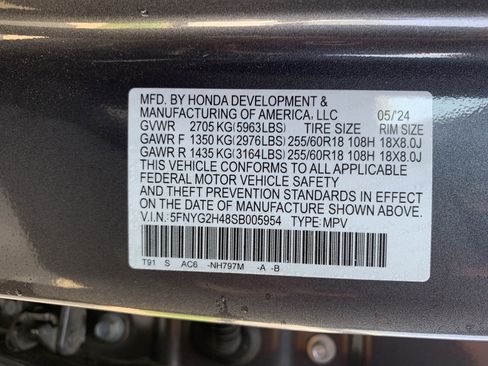 MFD. BY HONDA DEVELOPMENT &
MANUFACTURING OF AMERICA, LLC 05/'24
GVWR 2705 KG(5963LBS) TIRE SIZE RIM SIZE
GAWR F 1350 KG(2976LBS) 255/60R18 108H 18X8.0J
GAWR R 1435 KG(3164LBS) 255/60R18 108H 18X8.0J
THIS VEHICLE CONFORMS TO ALL APPLICABLE
FEDERAL MOTOR VEHICLE SAFETY
AND THEFT PREVENTION STANDARDS IN EFFECT
ON THE DATE OF MANUFACTURE SHOWN ABOVE.
V.I.N.: 5FNYG2H48SB005954 TYPE: MPV
T91 S AC6 -NH797M -A -B